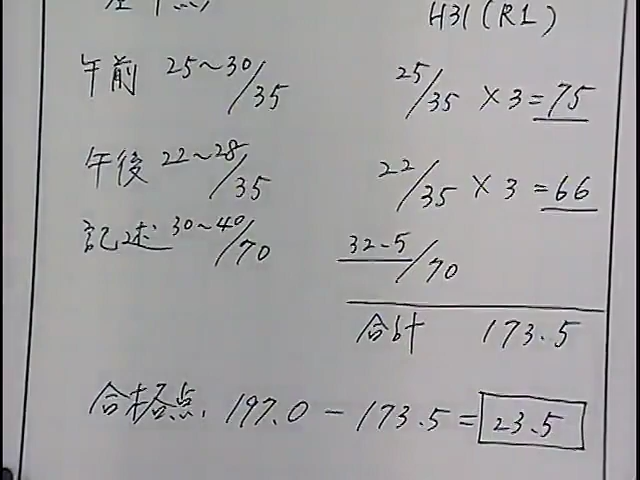 H31(R1)
午前 25~30/35 25/35 ×3=75
午後 22~28/35 22/35 ×3=66
記述 30~40/70 32.5/70
合計 173.5
合格点. 197.0 - 173.5 = 23.5